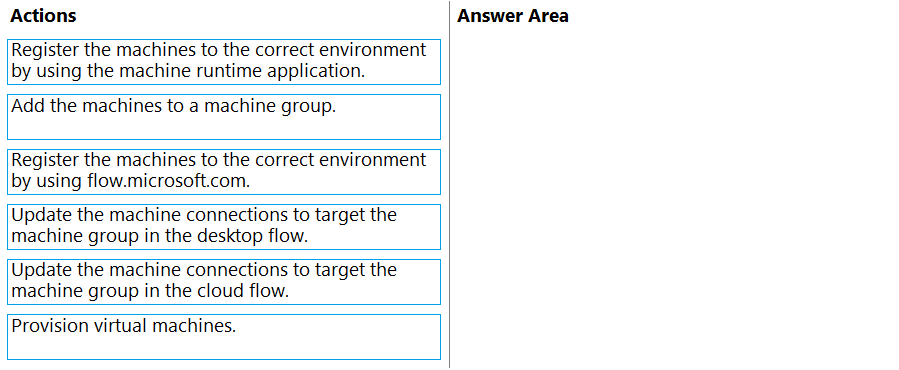 Actions
Register the machines to the correct environment
by using the machine runtime application.
Add the machines to a machine group.
Register the machines to the correct environment
by using flow.microsoft.com.
Update the machine connections to target the
machine group in the desktop flow.
Update the machine connections to target the
machine group in the cloud flow.
Provision virtual machines.
Answer Area